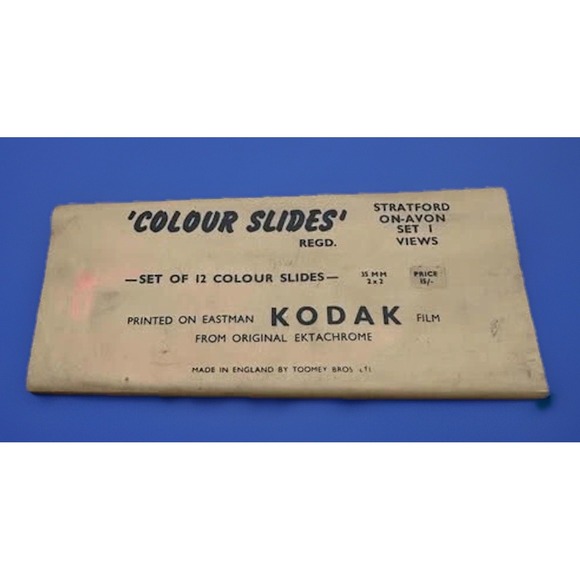 'COLOUR SLIDES'
REGD.
STRATFORD
ON-AVON
SET 1
VIEWS
—SET OF 12 COLOUR SLIDES—
35 MM
2 x 2
PRICE
15/-
PRINTED ON EASTMAN KODAK FILM
FROM ORIGINAL EKTACHROME
MADE IN ENGLAND BY TOOMEY BROS